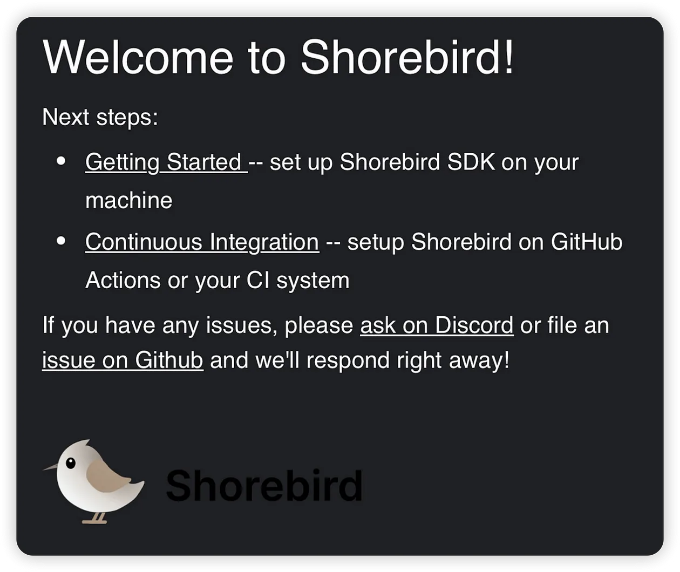 Welcome to Shorebird!
Next steps:
Getting Started -- set up Shorebird SDK on your
machine
Continuous Integration -- setup Shorebird on GitHub
Actions or your CI system
If you have any issues, please ask on Discord or file an
issue on Github and we'll respond right away!
Shorebird